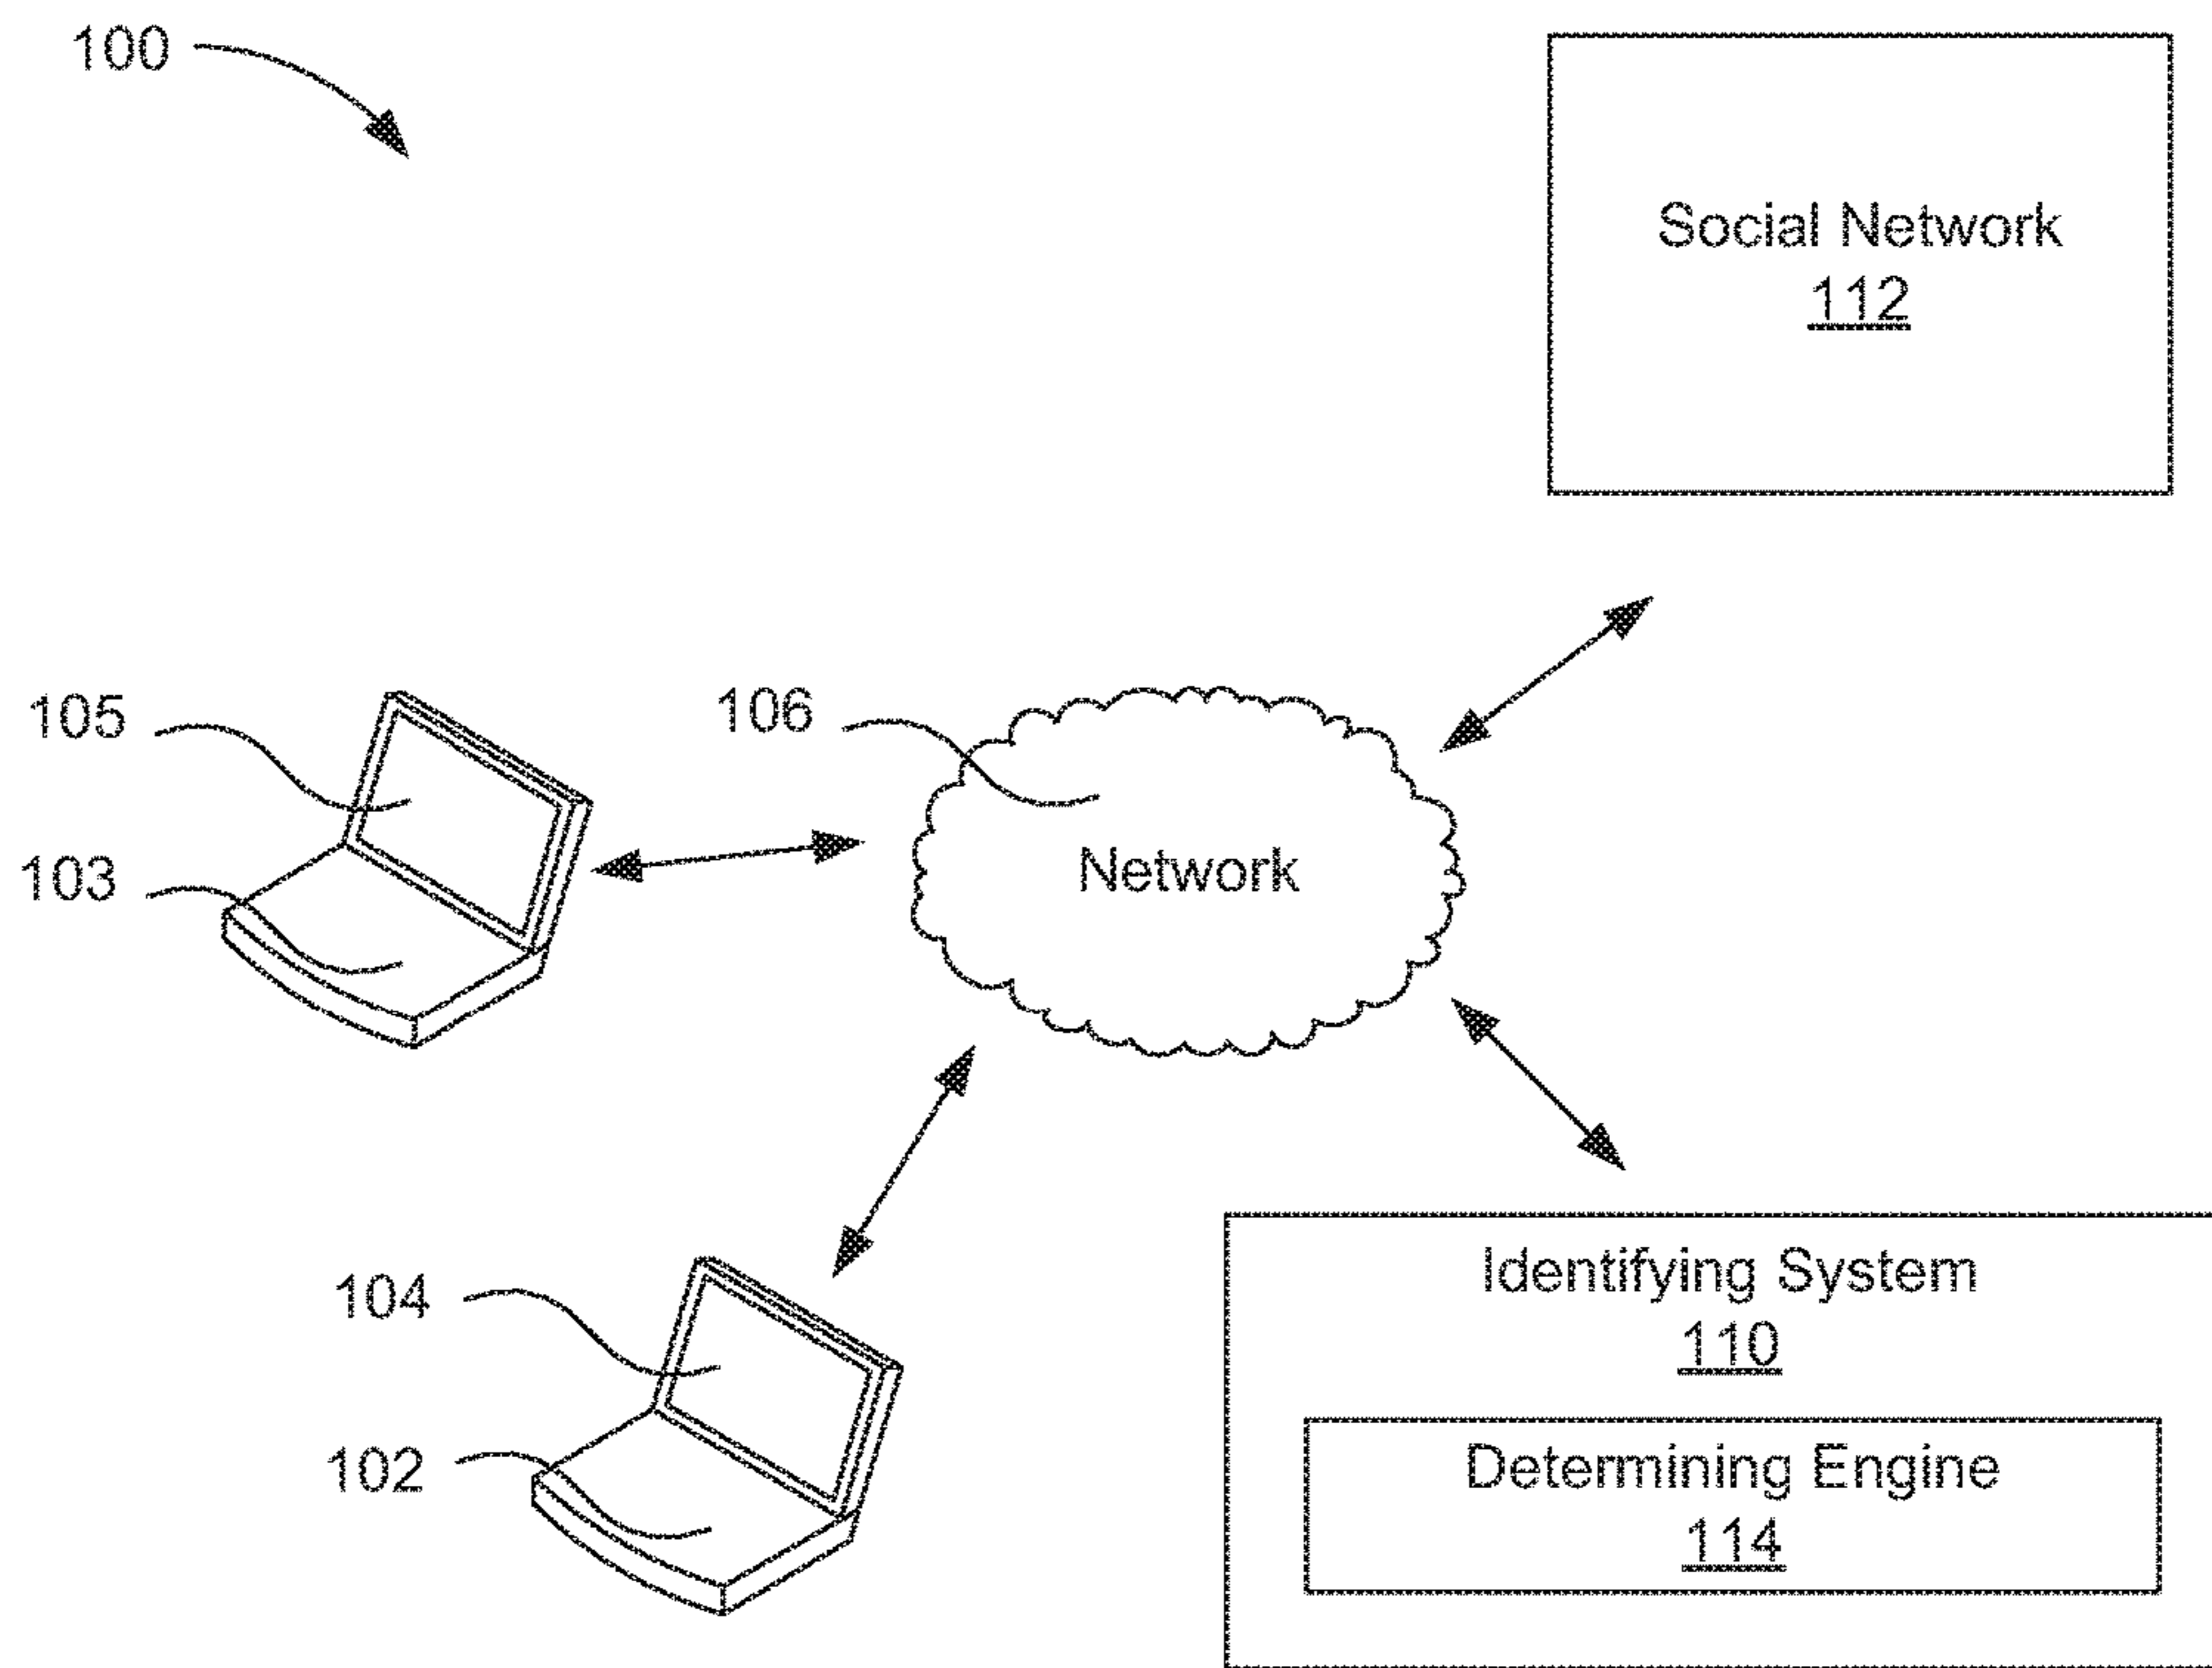 100
Social Network
112
105
106
103
Network
104
Identifying System
110
102
Determining Engine
114